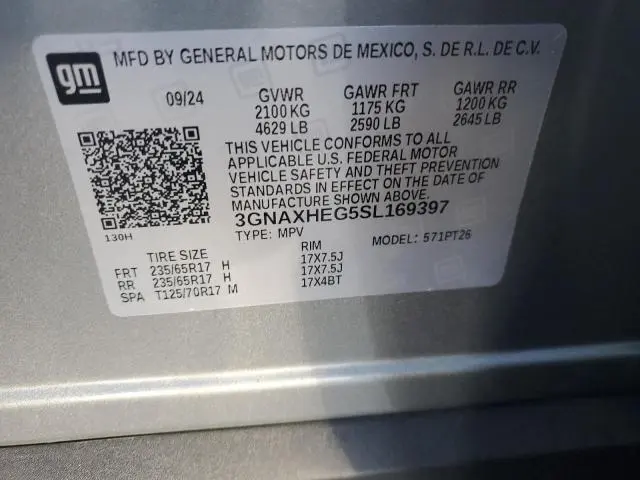 gm
MFD BY GENERAL MOTORS DE MEXICO, S. DE R.L. DE C.V.
09/24 GVWR GAWR FRT GAWR RR
2100 KG 1175 KG 1200 KG
4629 LB 2590 LB 2645 LB
THIS VEHICLE CONFORMS TO ALL
APPLICABLE U.S. FEDERAL MOTOR
VEHICLE SAFETY AND THEFT PREVENTION
STANDARDS IN EFFECT ON THE DATE OF
MANUFACTURE SHOWN ABOVE.
3GNAXHEG5SL169397
130H TYPE: MPV MODEL: 571PT26
TIRE SIZE RIM
FRT 235/65R17 H 17X7.5J
RR 235/65R17 H 17X7.5J
SPA T125/70R17 M 17X4BT